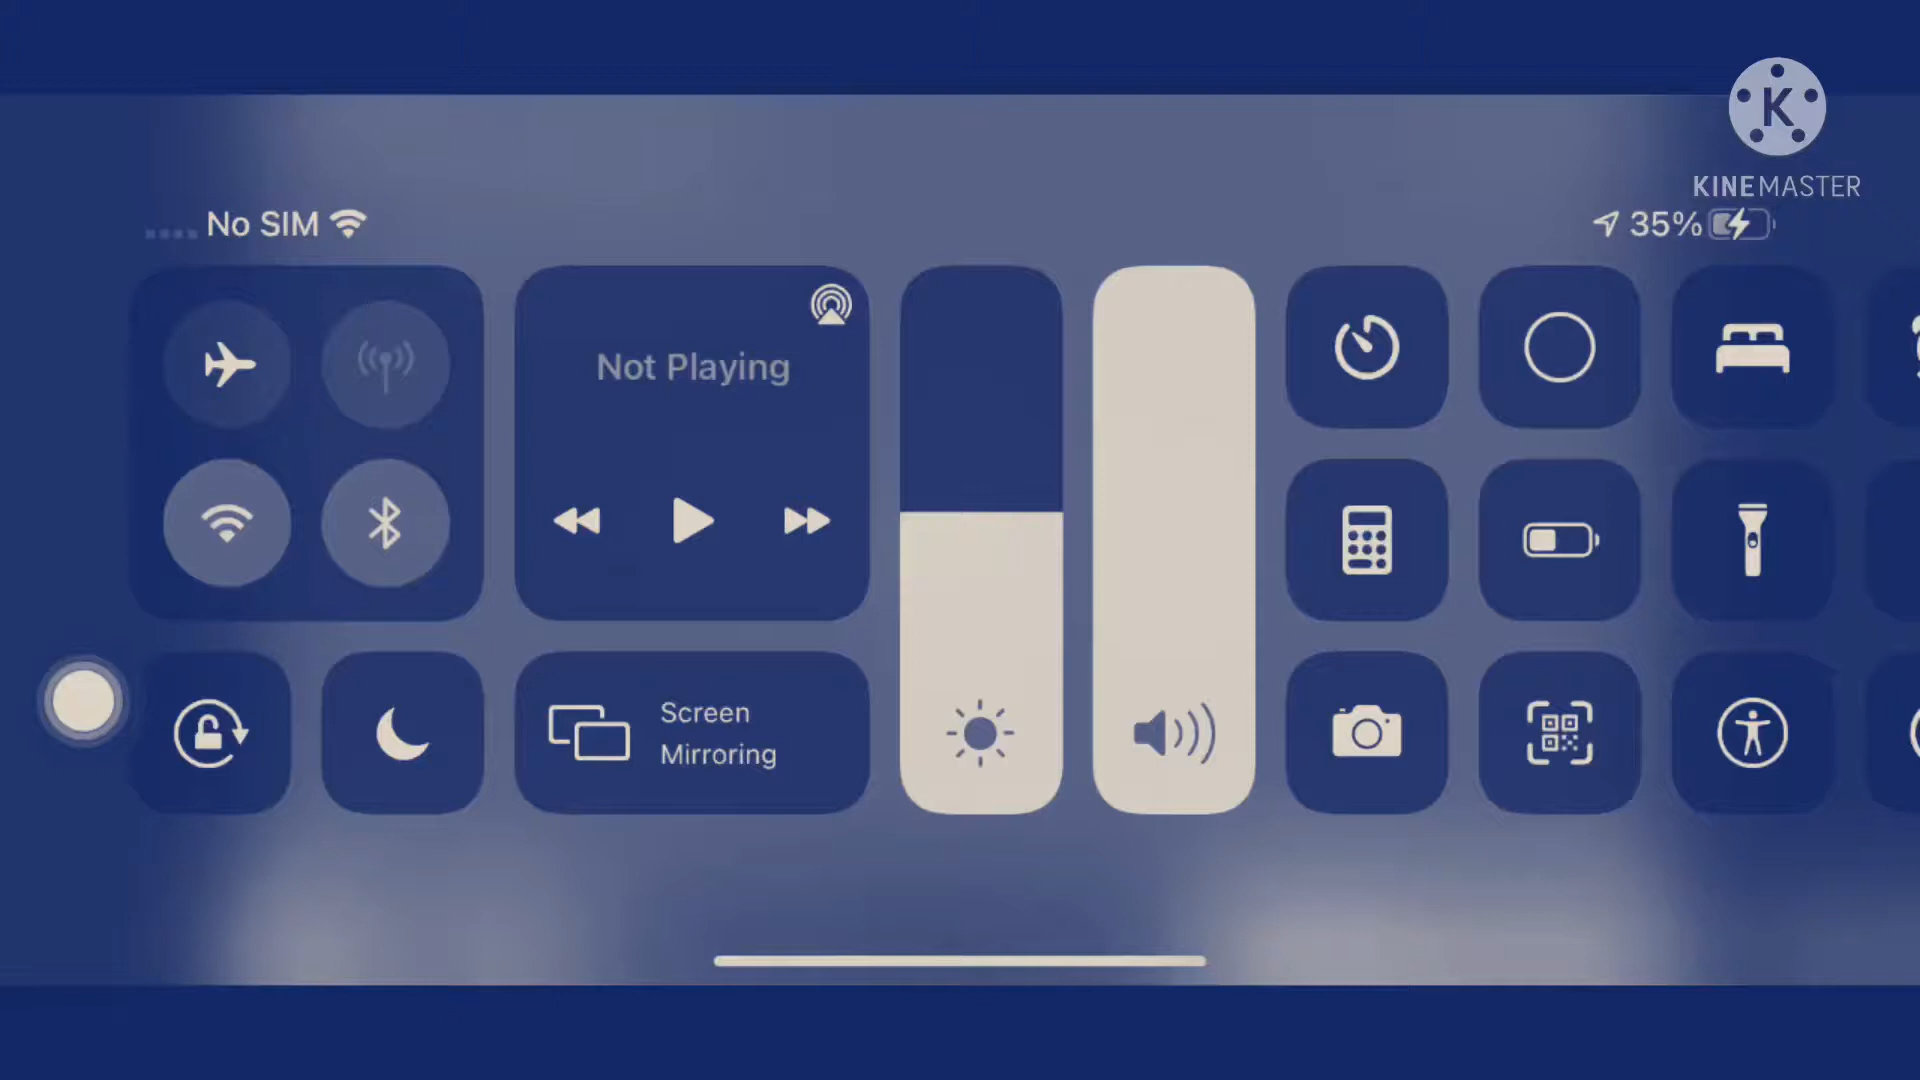 K
KINEMASTER
No SIM
35%
Not Playing
Screen
Mirroring